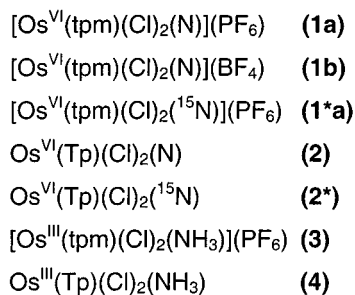 [Os^VI(tpm)(Cl)₂(N)](PF₆) (1a)
[Os^VI(tpm)(Cl)₂(N)](BF₄) (1b)
[Os^VI(tpm)(Cl)₂(¹⁵N)](PF₆) (1*a)
Os^VI(Tp)(Cl)₂(N) (2)
Os^VI(Tp)(Cl)₂(¹⁵N) (2*)
[Os^III(tpm)(Cl)₂(NH₃)](PF₆) (3)
Os^III(Tp)(Cl)₂(NH₃) (4)